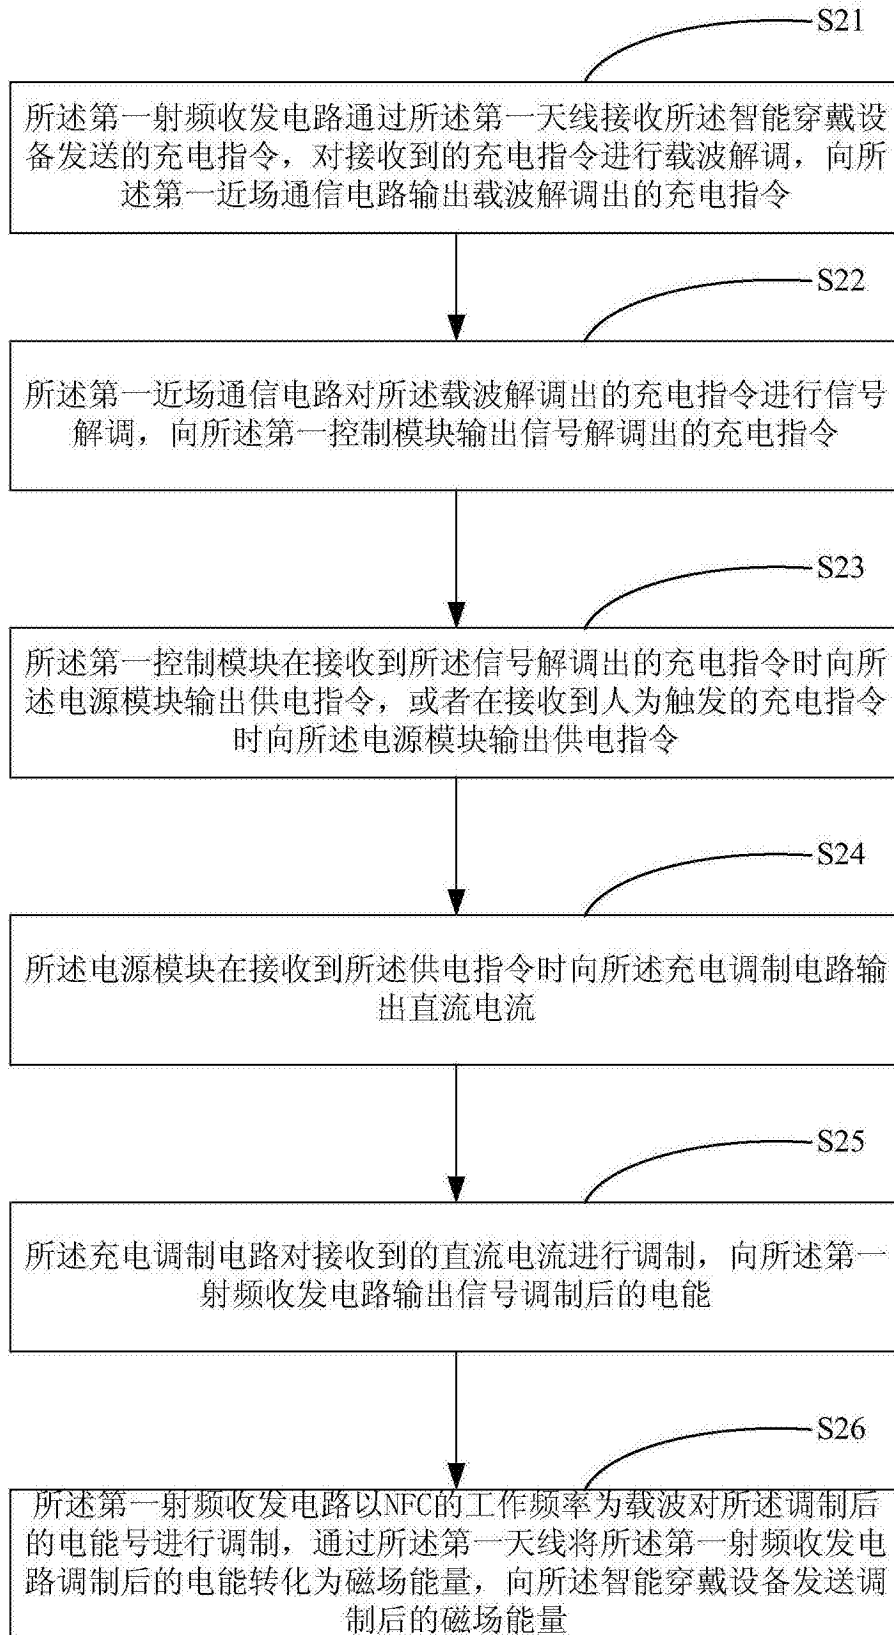 S21
所述第一射频收发电路通过所述第一天线接收所述智能穿戴设
备发送的充电指令，对接收到的充电指令进行载波解调，向所
述第一近场通信电路输出载波解调出的充电指令
S22
所述第一近场通信电路对所述载波解调出的充电指令进行信号
解调，向所述第一控制模块输出信号解调出的充电指令
S23
所述第一控制模块在接收到所述信号解调出的充电指令时向所
述电源模块输出供电指令，或者在接收到人为触发的充电指令
时向所述电源模块输出供电指令
S24
所述电源模块在接收到所述供电指令时向所述充电调制电路输
出直流电流
S25
所述充电调制电路对接收到的直流电流进行调制，向所述第一
射频收发电路输出信号调制后的电能
S26
所述第一射频收发电路以NFC的工作频率为载波对所述调制后
的电能号进行调制，通过所述第一天线将所述第一射频收发电
路调制后的电能转化为磁场能量，向所述智能穿戴设备发送调
制后的磁场能量